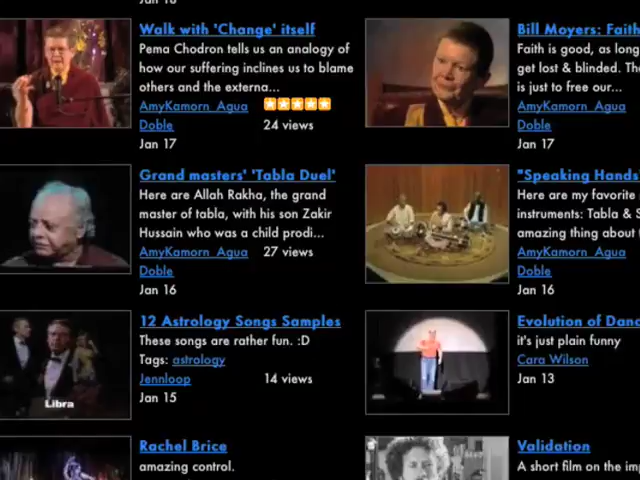 Walk with 'Change' itself
Pema Chodron tells us an analogy of
how our suffering inclines us to blame
others and the externa...
AmyKamorn_Agua
Doble
24 views
Jan 17
Bill Moyers: Faith
Faith is good, as long
get lost & blinded. The
is just to free our...
AmyKamorn_Agua
Doble
Jan 17
Grand masters' 'Tabla Duel'
Here are Allah Rakha, the grand
master of tabla, with his son Zakir
Hussain who was a child prodi...
AmyKamorn_Agua 27 views
Doble
Jan 16
"Speaking Hands"
Here are my favorite
instruments: Tabla & S
amazing thing about t
AmyKamorn_Agua
Doble
Jan 16
12 Astrology Songs Samples
These songs are rather fun. :D
Tags: astrology
Jennloop 14 views
Jan 15
Libra
Evolution of Danc
it's just plain funny
Cara Wilson
Jan 13
Rachel Brice
amazing control.
Validation
A short film on the imp